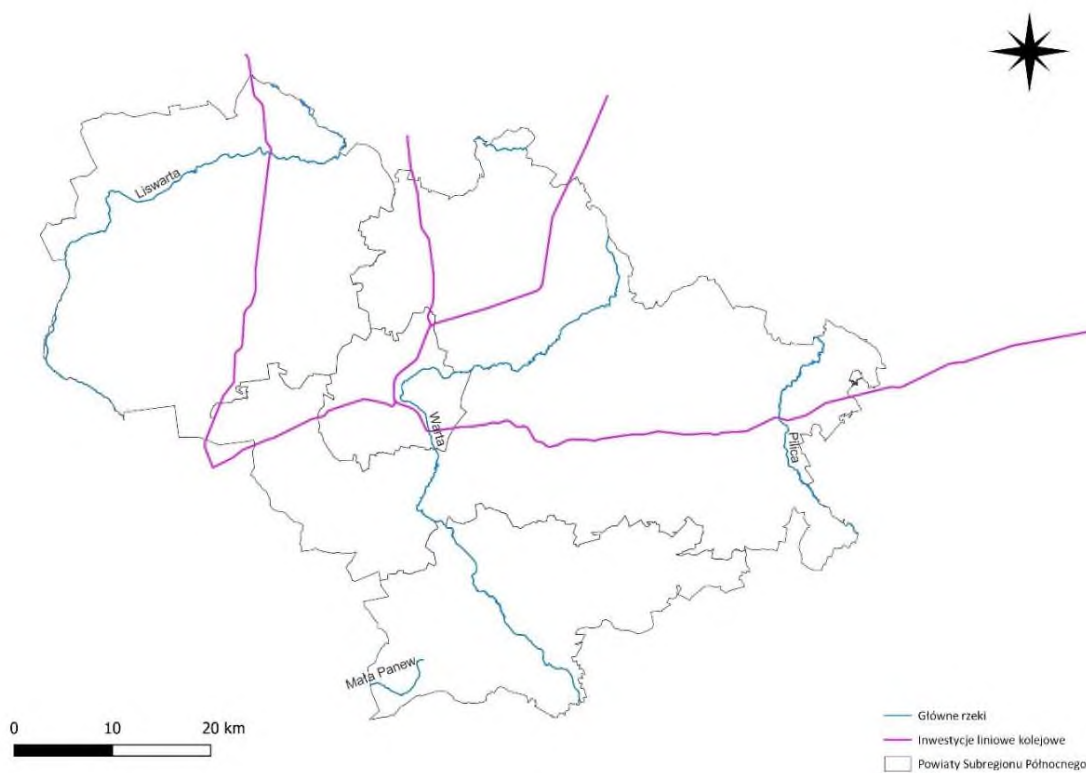 Liswarta
Warta
Pilica
Mała Panew
0 10 20 km
Główne rzeki
Inwestycje liniowe kolejowe
Powiaty Subregionu Północnego